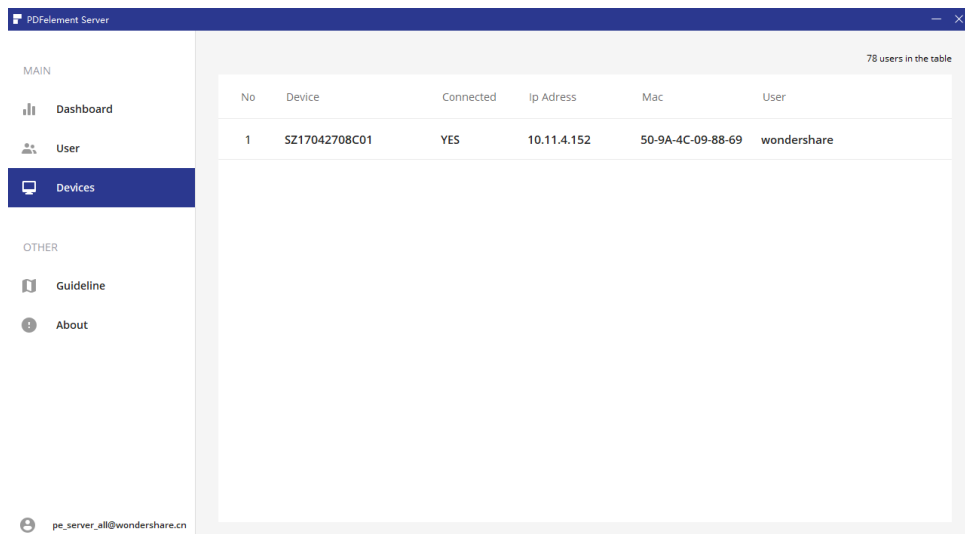 PDFelement Server
78 users in the table
MAIN
Dashboard
User
Devices
OTHER
Guideline
About
pe_server_all@wondershare.cn
No Device Connected Ip Adress Mac User
1 SZ17042708C01 YES 10.11.4.152 50-9A-4C-09-88-69 wondershare